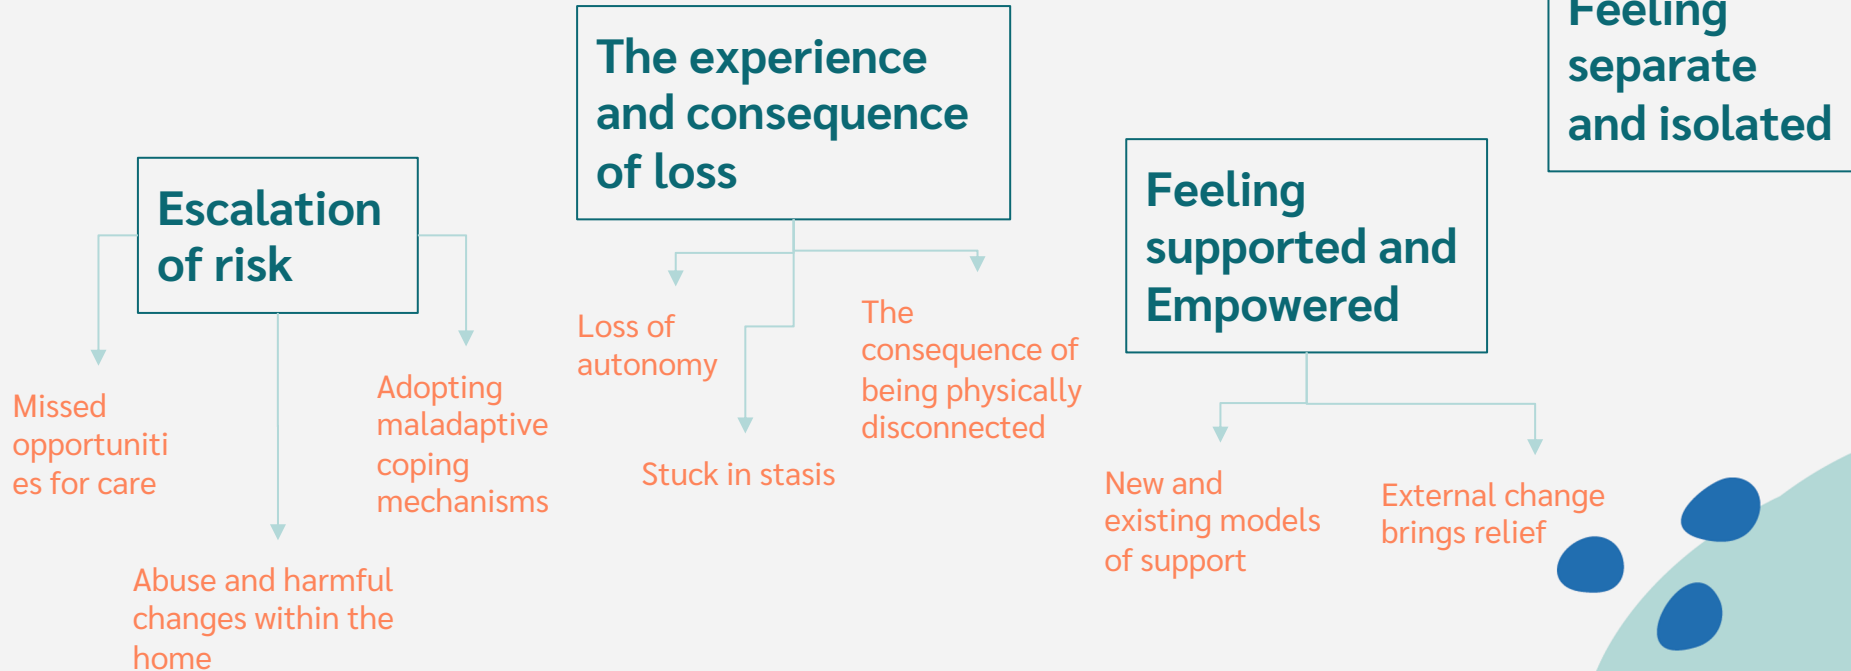 Escalation
of risk
Missed
opportuniti
es for care
Abuse and harmful
changes within the
home
Adopting
maladaptive
coping
mechanisms
The experience
and consequence
of loss
Loss of
autonomy
Stuck in stasis
The
consequence of
being physically
disconnected
Feeling
supported and
Empowered
New and
existing models
of support
External change
brings relief
Feeling
separate
and isolated